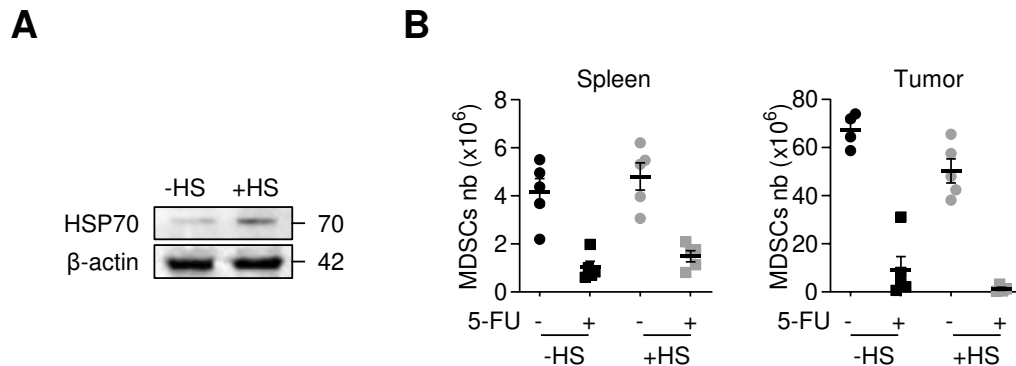 A
-HS +HS
HSP70 70
β-actin 42
B
Spleen
MDSCs nb (x10⁶)
8
6
4
2
0
5-FU - + - +
-HS +HS
Tumor
MDSCs nb (x10⁶)
80
60
40
20
0
5-FU - + - +
-HS +HS